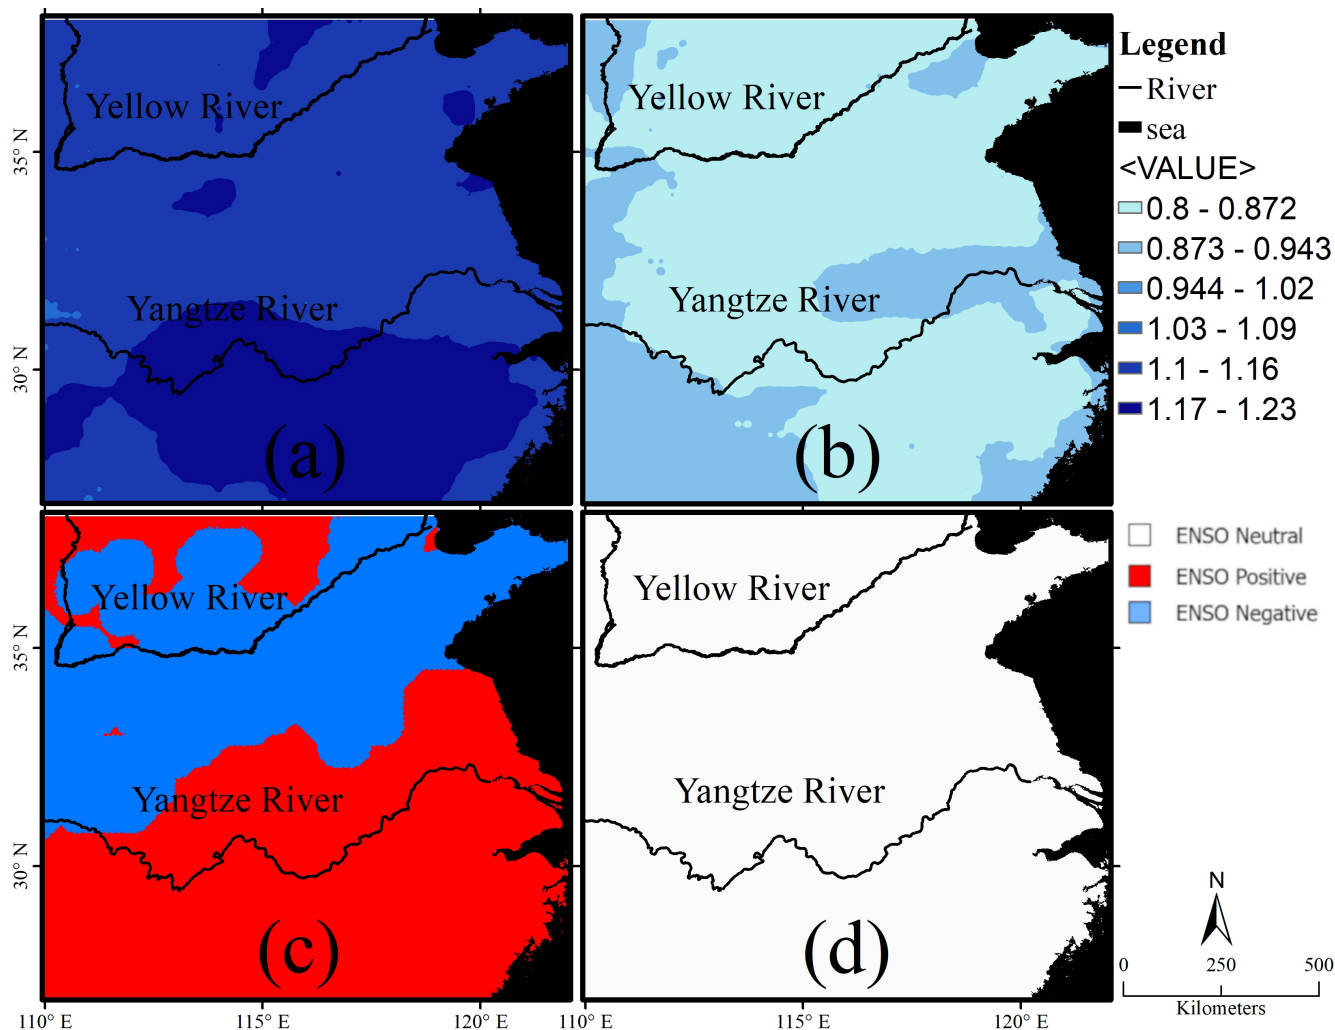 Yellow River
Yangtze River
(a)
Yellow River
Yangtze River
(b)
35° N
30° N
Legend
River
sea
<VALUE>
0.8 - 0.872
0.873 - 0.943
0.944 - 1.02
1.03 - 1.09
1.1 - 1.16
1.17 - 1.23
Yellow River
Yangtze River
(c)
Yellow River
Yangtze River
(d)
35° N
30° N
110° E
115° E
120° E
110° E
115° E
120° E
ENSO Neutral
ENSO Positive
ENSO Negative
N
0 250 500
Kilometers